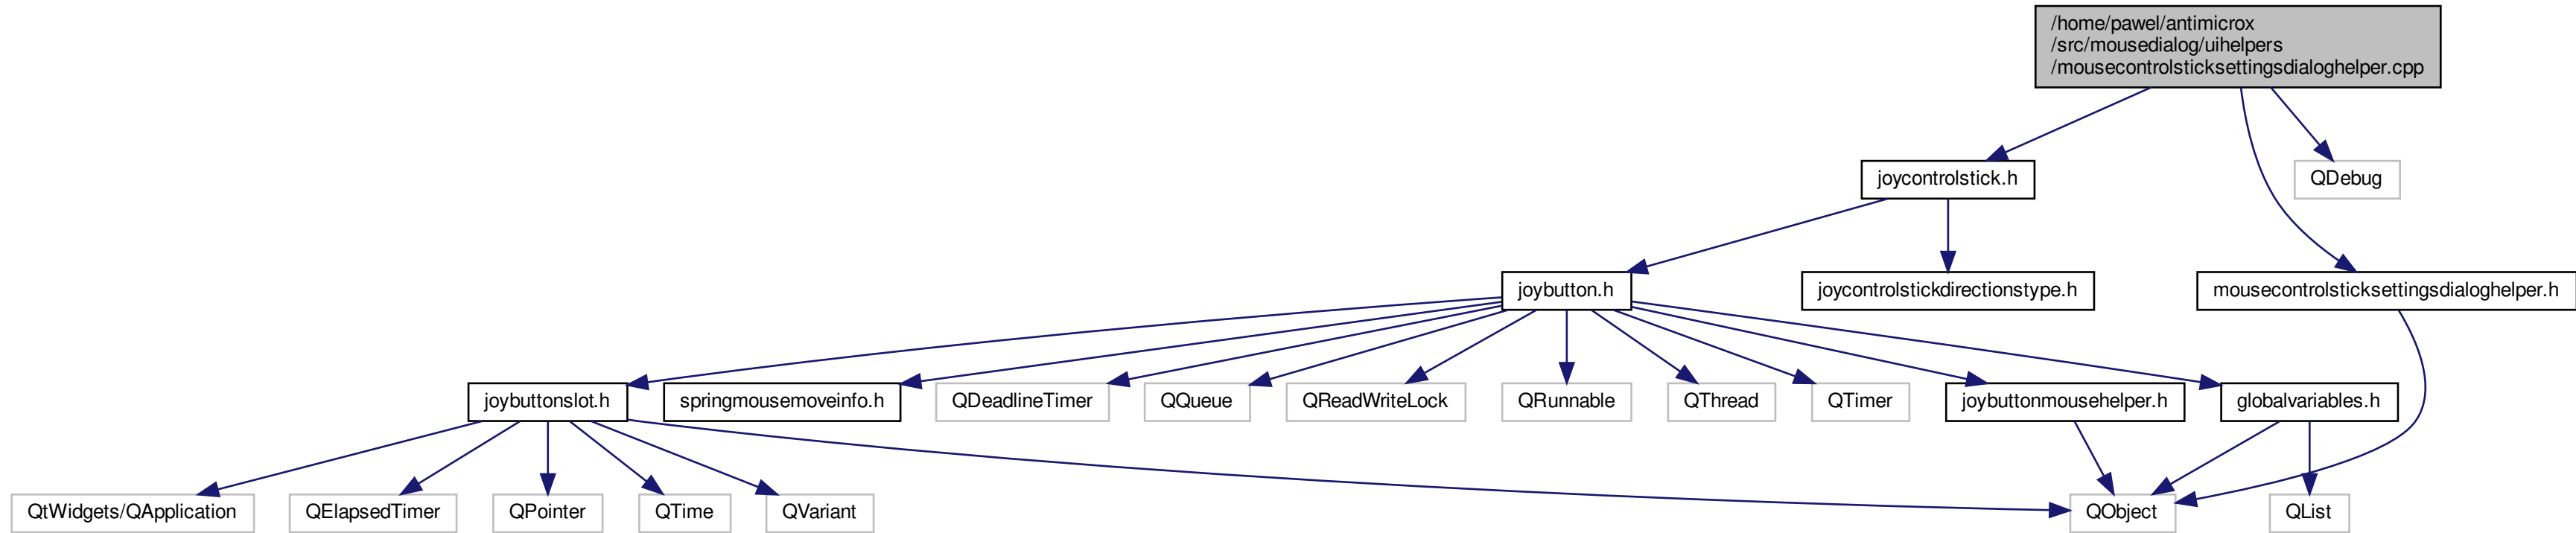 /home/pawel/antimicrox
/src/mousedialog/uihelpers
/mousecontrolsticksettingsdialoghelper.cpp
joycontrolstick.h
QDebug
joybutton.h
joycontrolstickdirectionstype.h
mousecontrolsticksettingsdialoghelper.h
joybuttonslot.h
springmousemoveinfo.h
QDeadlineTimer
QQueue
QReadWriteLock
QRunnable
QThread
QTimer
joybuttonmousehelper.h
globalvariables.h
QtWidgets/QApplication
QElapsedTimer
QPointer
QTime
QVariant
QObject
QList